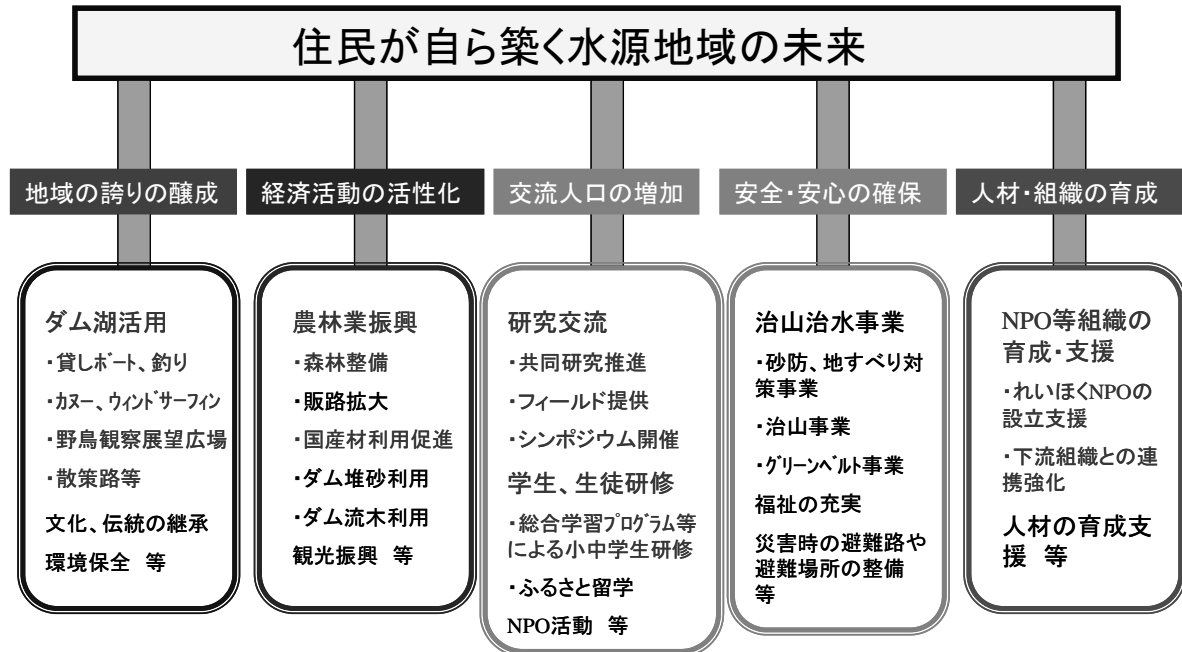 住民が自ら築く水源地域の未来
地域の誇りの醸成
ダム湖活用
・貸しボート、釣り
・ｶﾇｰ、ｳｨﾝﾄﾞｻｰﾌｨﾝ
・野鳥観察展望広場
・散策路等
文化、伝統の継承
環境保全 等
経済活動の活性化
農林業振興
・森林整備
・販路拡大
・国産材利用促進
・ダム堆砂利用
・ダム流木利用
観光振興 等
交流人口の増加
研究交流
・共同研究推進
・フィールド提供
・シンポジウム開催
学生、生徒研修
・総合学習プログラム等
による小中学生研修
・ふるさと留学
NPO活動 等
安全・安心の確保
治山治水事業
・砂防、地すべり対
策事業
・治山事業
・ｸﾞﾘｰﾝﾍﾞﾙﾄ事業
福祉の充実
災害時の避難路や
避難場所の整備
等
人材・組織の育成
NPO等組織の
育成・支援
・れいほくNPOの
設立支援
・下流組織との連
携強化
人材の育成支
援 等